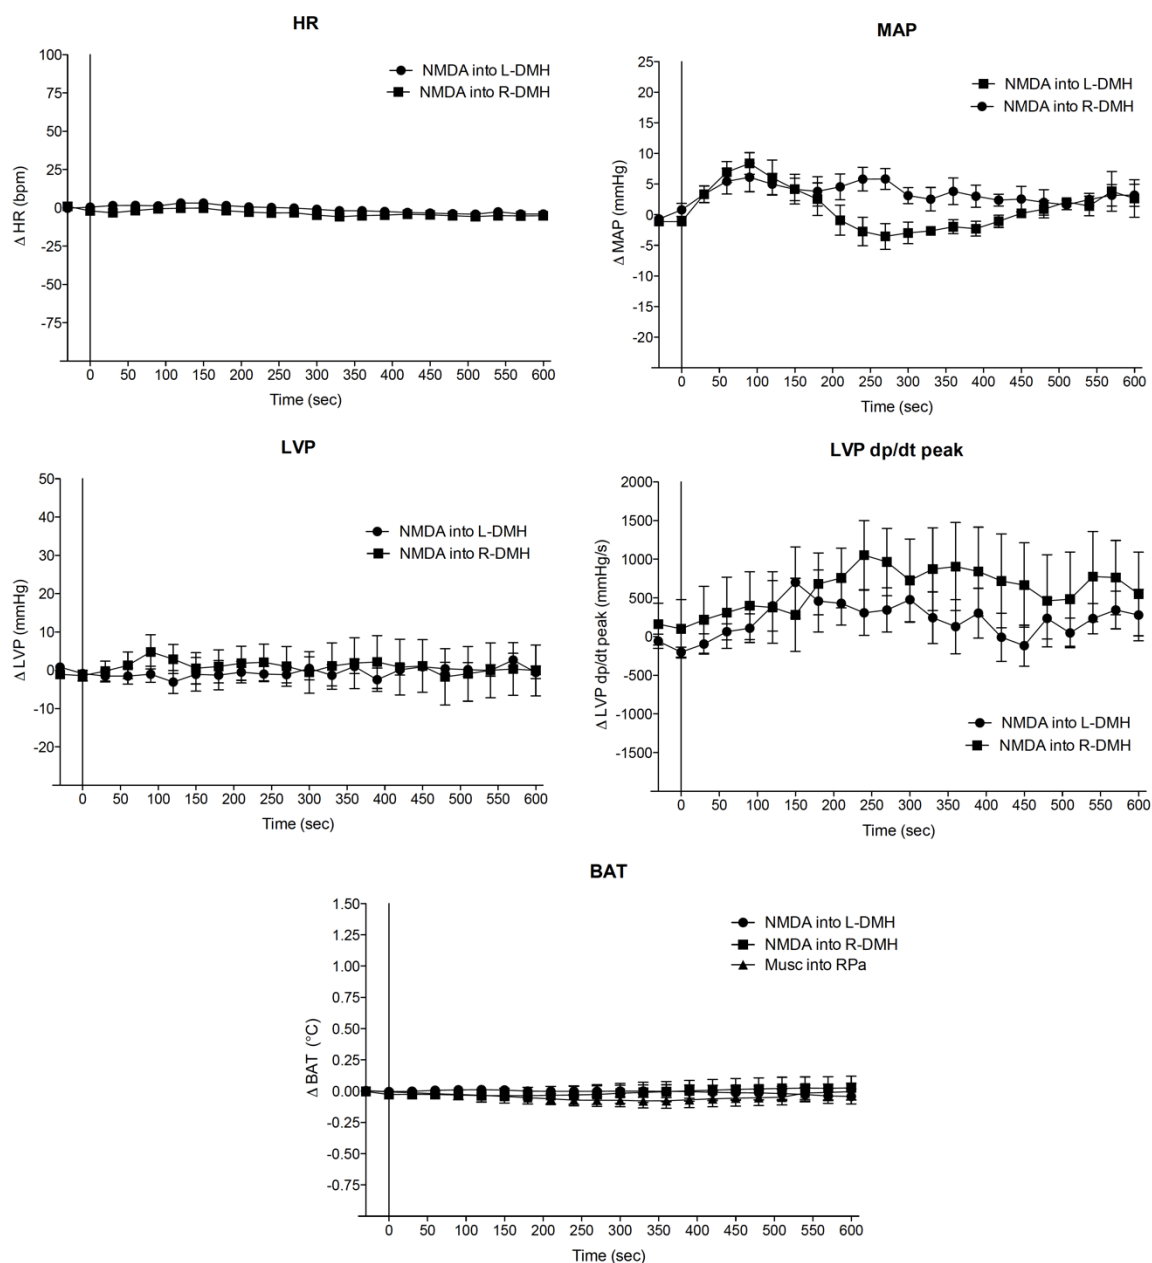 HR
100
75
50
25
0
-25
-50
-75
Δ HR (bpm)
NMDA into L-DMH
NMDA into R-DMH
0 50 100 150 200 250 300 350 400 450 500 550 600
Time (sec)
MAP
25
20
15
10
5
0
-5
-10
-15
-20
Δ MAP (mmHg)
NMDA into L-DMH
NMDA into R-DMH
0 50 100 150 200 250 300 350 400 450 500 550 600
Time (sec)
LVP
50
40
30
20
10
0
-10
-20
Δ LVP (mmHg)
NMDA into L-DMH
NMDA into R-DMH
0 50 100 150 200 250 300 350 400 450 500 550 600
Time (sec)
LVP dp/dt peak
2000
1500
1000
500
0
-500
-1000
-1500
Δ LVP dp/dt peak (mmHg/s)
NMDA into L-DMH
NMDA into R-DMH
0 50 100 150 200 250 300 350 400 450 500 550 600
Time (sec)
BAT
1.50
1.25
1.00
0.75
0.50
0.25
0.00
-0.25
-0.50
-0.75
Δ BAT (°C)
NMDA into L-DMH
NMDA into R-DMH
Musc into RPa
0 50 100 150 200 250 300 350 400 450 500 550 600
Time (sec)